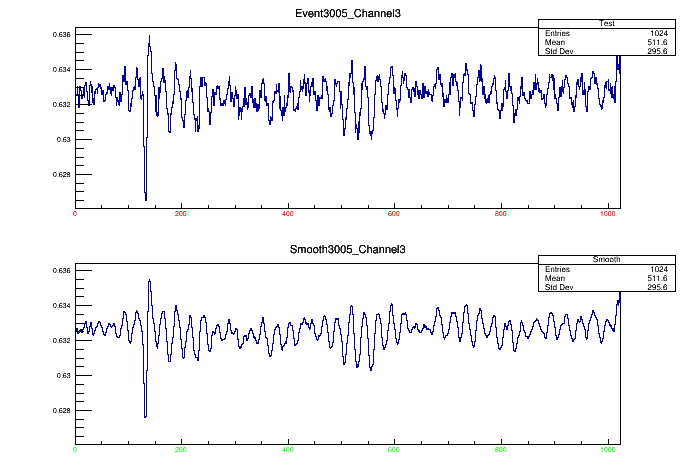 Event3005_Channel3
Test
Entries 1024
Mean 511.6
Std Dev 295.6
0.636
0.634
0.632
0.63
0.628
0 200 400 600 800 1000
Smooth3005_Channel3
Smooth
Entries 1024
Mean 511.6
Std Dev 295.6
0.636
0.634
0.632
0.63
0.628
0 200 400 600 800 1000